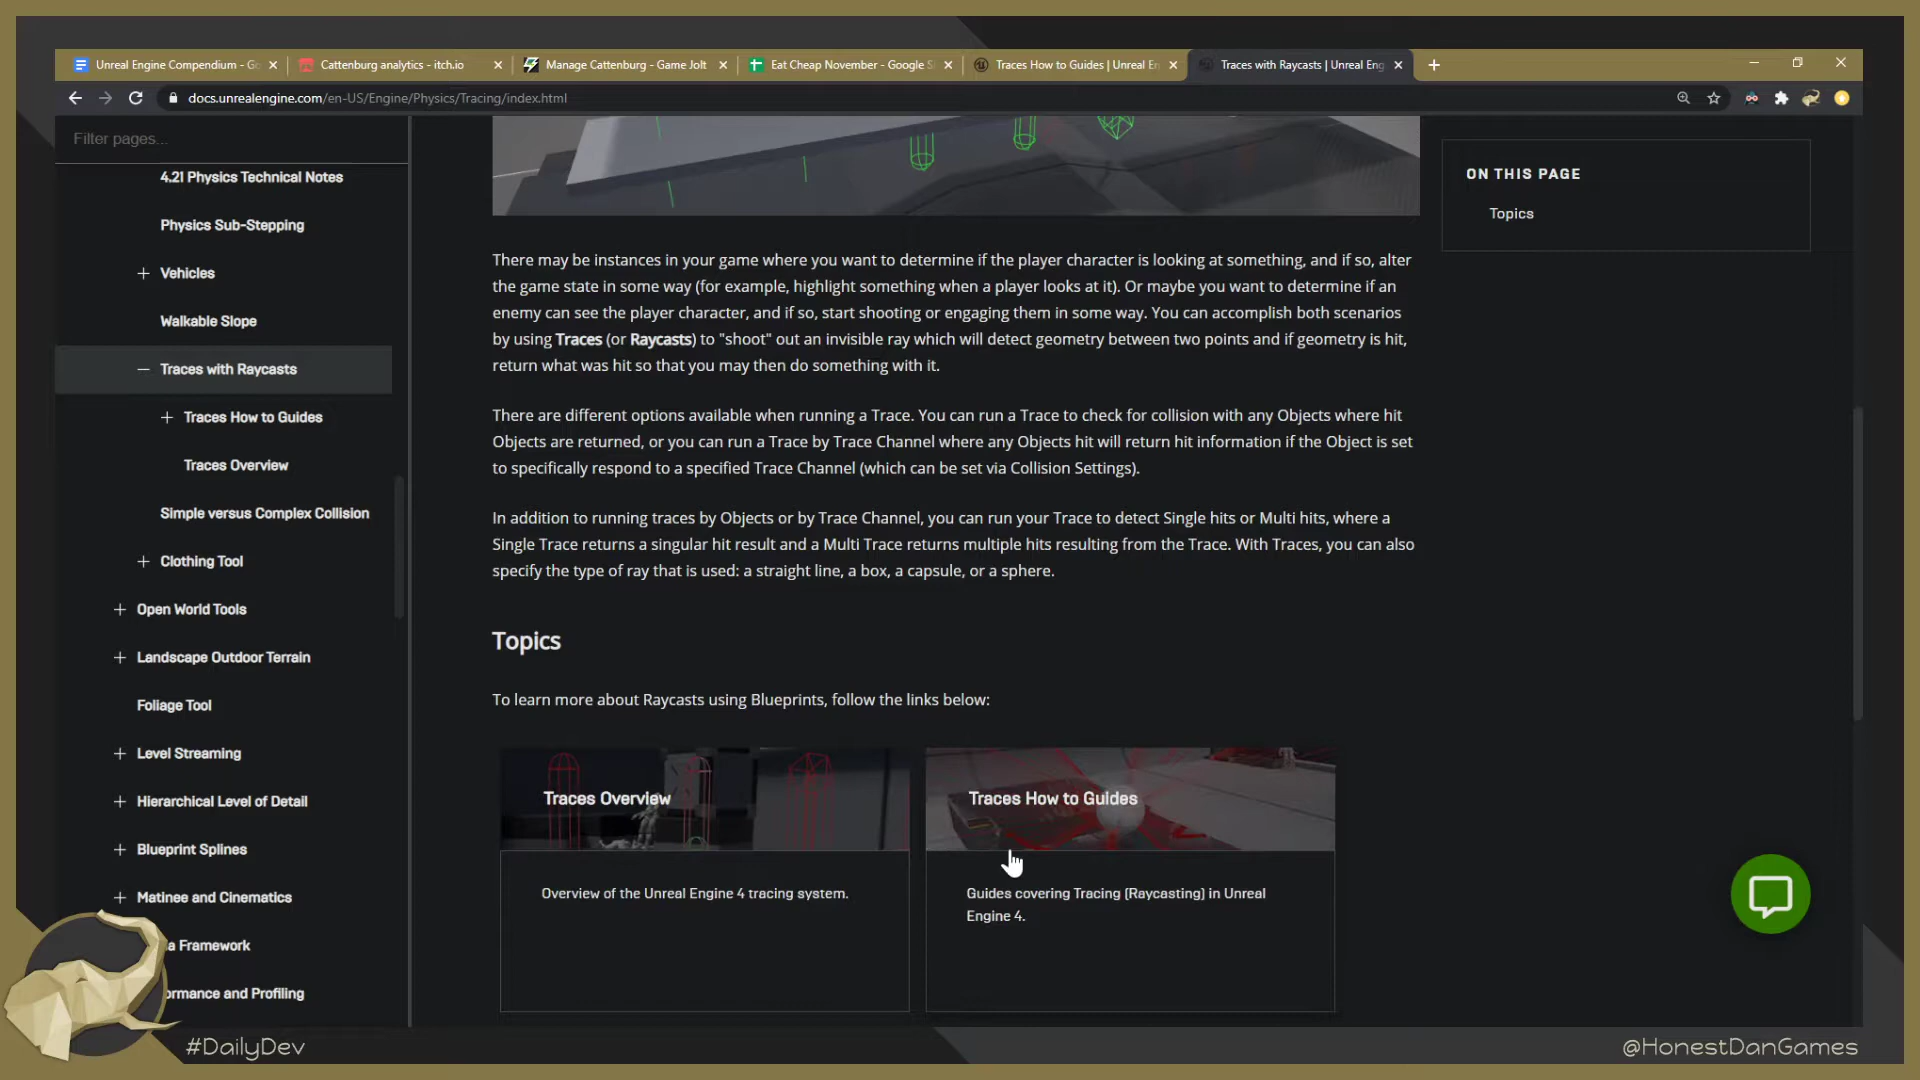 Unreal Engine Compendium - Go
Cattenburg analytics - itch.io
Manage Cattenburg - Game Jolt
Eat Cheap November - Google S
Traces How to Guides | Unreal En
Traces with Raycasts | Unreal Eng
docs.unrealengine.com/en-US/Engine/Physics/Tracing/index.html
Filter pages...
4.21 Physics Technical Notes
Physics Sub-Stepping
Vehicles
Walkable Slope
Traces with Raycasts
Traces How to Guides
Traces Overview
Simple versus Complex Collision
Clothing Tool
Open World Tools
Landscape Outdoor Terrain
Foliage Tool
Level Streaming
Hierarchical Level of Detail
Blueprint Splines
Matinee and Cinematics
a Framework
ormance and Profiling
There may be instances in your game where you want to determine if the player character is looking at something, and if so, alter
the game state in some way (for example, highlight something when a player looks at it). Or maybe you want to determine if an
enemy can see the player character, and if so, start shooting or engaging them in some way. You can accomplish both scenarios
by using Traces (or Raycasts) to "shoot" out an invisible ray which will detect geometry between two points and if geometry is hit,
return what was hit so that you may then do something with it.
There are different options available when running a Trace. You can run a Trace to check for collision with any Objects where hit
Objects are returned, or you can run a Trace by Trace Channel where any Objects hit will return hit information if the Object is set
to specifically respond to a specified Trace Channel (which can be set via Collision Settings).
In addition to running traces by Objects or by Trace Channel, you can run your Trace to detect Single hits or Multi hits, where a
Single Trace returns a singular hit result and a Multi Trace returns multiple hits resulting from the Trace. With Traces, you can also
specify the type of ray that is used: a straight line, a box, a capsule, or a sphere.
Topics
To learn more about Raycasts using Blueprints, follow the links below:
Traces Overview
Overview of the Unreal Engine 4 tracing system.
Traces How to Guides
Guides covering Tracing (Raycasting) in Unreal
Engine 4.
ON THIS PAGE
Topics
#DailyDev
@HonestDanGames